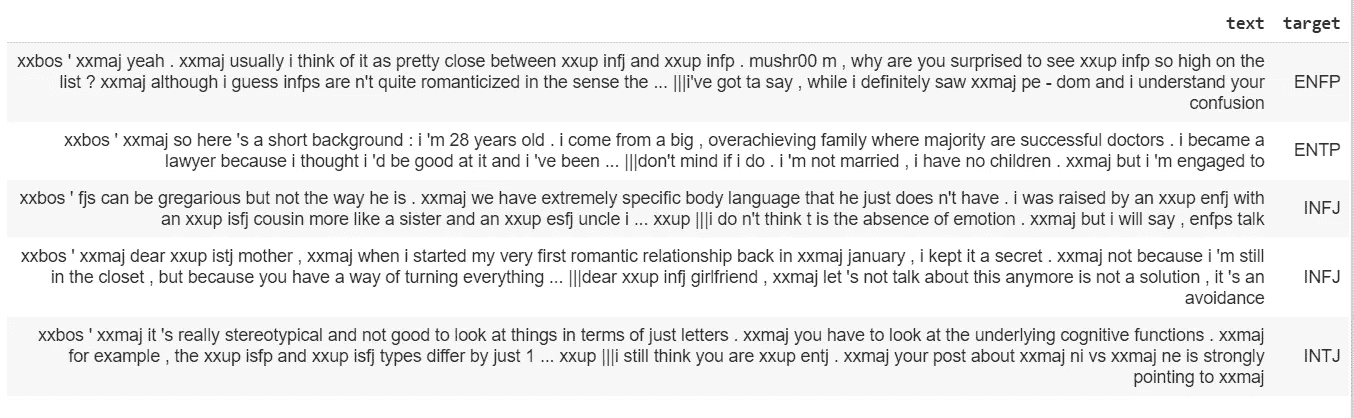 text target
xxbos ' xxmaj yeah . xxmaj usually i think of it as pretty close between xxup infj and xxup infp . mushr00 m , why are you surprised to see xxup infp so high on the
list ? xxmaj although i guess infps are n't quite romanticized in the sense the ... |||i've got ta say , while i definitely saw xxmaj pe - dom and i understand your
confusion
ENFP
xxbos ' xxmaj so here 's a short background : i 'm 28 years old . i come from a big , overachieving family where majority are successful doctors . i became a
lawyer because i thought i 'd be good at it and i 've been ... |||don't mind if i do . i 'm not married , i have no children . xxmaj but i 'm engaged to
ENTP
xxbos ' fjs can be gregarious but not the way he is . xxmaj we have extremely specific body language that he just does n't have . i was raised by an xxup enfj with
an xxup isfj cousin more like a sister and an xxup esfj uncle i ... xxup |||i do n't think t is the absence of emotion . xxmaj but i will say , enfps talk
INFJ
xxbos ' xxmaj dear xxup istj mother , xxmaj when i started my very first romantic relationship back in xxmaj january , i kept it a secret . xxmaj not because i 'm still
in the closet , but because you have a way of turning everything ... |||dear xxup infj girlfriend , xxmaj let 's not talk about this anymore is not a solution , it 's an
avoidance
INFJ
xxbos ' xxmaj it 's really stereotypical and not good to look at things in terms of just letters . xxmaj you have to look at the underlying cognitive functions . xxmaj
for example , the xxup isfp and xxup isfj types differ by just 1 ... xxup |||i still think you are xxup entj . xxmaj your post about xxmaj ni vs xxmaj ne is strongly
pointing to xxmaj
INTJ